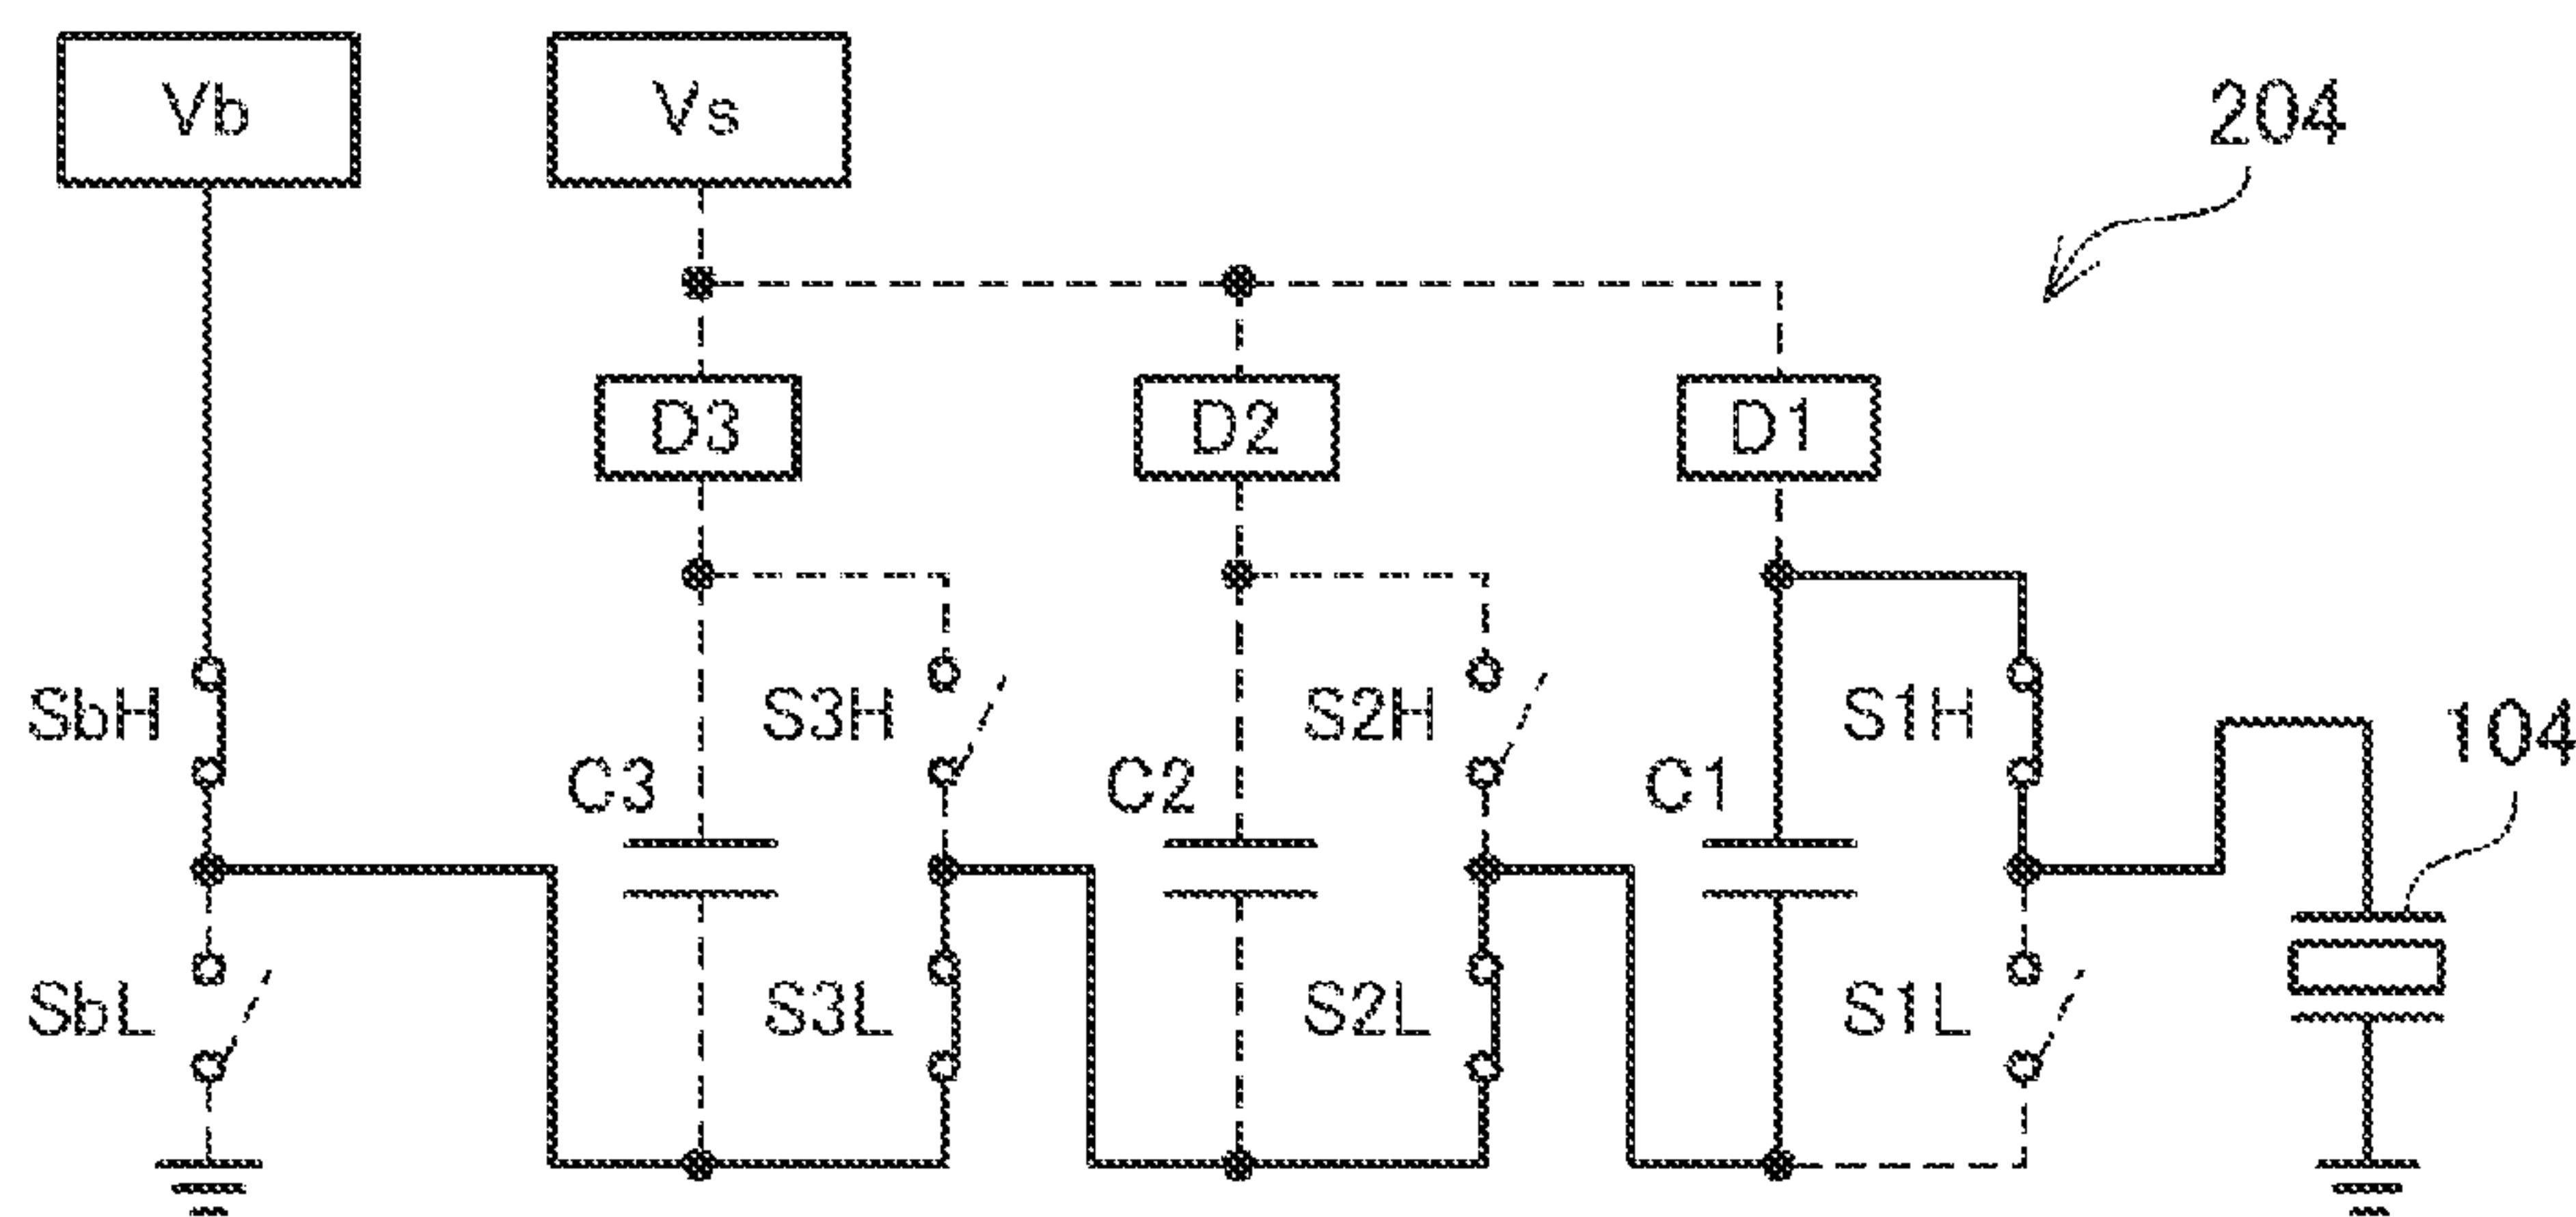 Vb
Vs
204
D3
D2
D1
SbH
S3H
S2H
S1H
104
C3
C2
C1
SbL
S3L
S2L
S1L